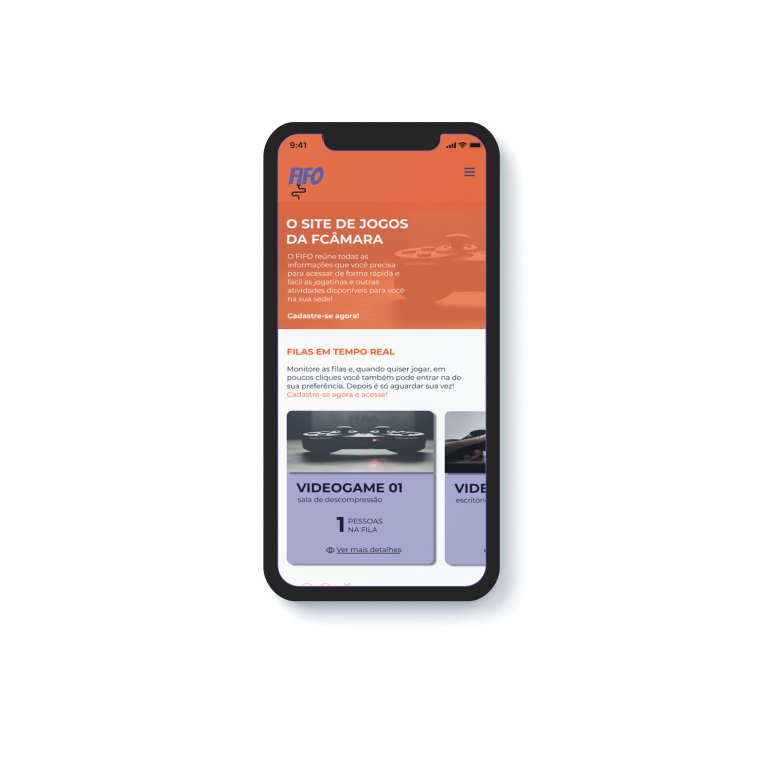 9:41
FIFO
O SITE DE JOGOS
DA FCÂMARA
O FIFO reúne todas as
informações que você precisa
para acessar de forma rápida e
fácil as jogatinas e outras
atividades disponíveis para você
na sua sede!
Cadastre-se agora!
FILAS EM TEMPO REAL
Monitore as filas e, quando quiser jogar, em
poucos cliques você também pode entrar na de
sua preferência. Depois é só aguardar sua vez!
Cadastre-se agora e acesse!
VIDEOGAME 01
sala de descompressão
1 PESSOAS
NA FILA
Ver mais detalhes
VIDE
escritóri